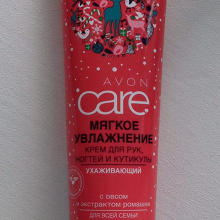 AVON
care
МЯГКОЕ
УВЛАЖНЕНИЕ
КРЕМ ДЛЯ РУК,
НОГТЕЙ И КУТИКУЛЫ
УХАЖИВАЮЩИЙ
С ОВСОМ
И ЭКСТРАКТОМ РОМАШКИ
ДЛЯ ВСЕЙ СЕМЬИ